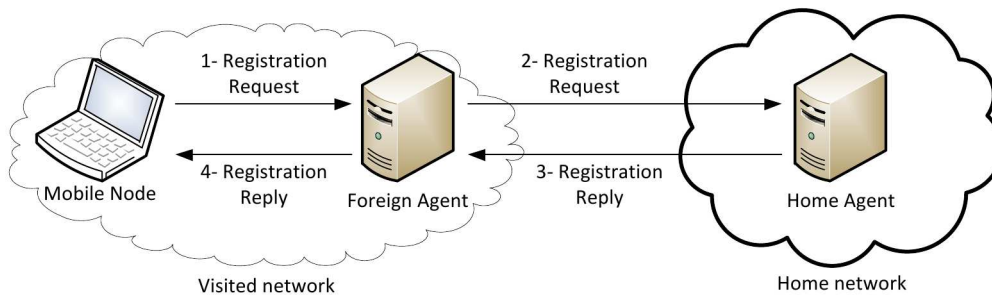 1- Registration
Request
2- Registration
Request
4- Registration
Reply
3- Registration
Reply
Mobile Node
Foreign Agent
Home Agent
Visited network
Home network